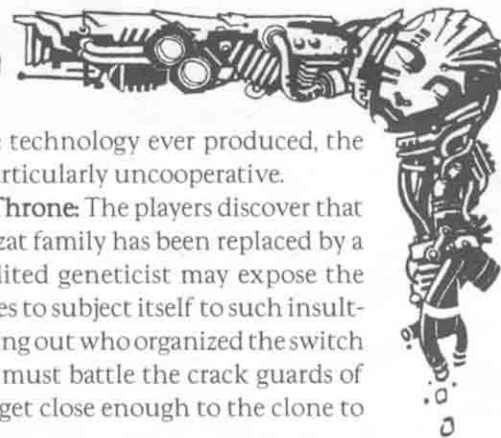 technology ever produced, the
articularly uncooperative.
Throne: The players discover that
zat family has been replaced by a
lited geneticist may expose the
es to subject itself to such insult-
ng out who organized the switch
must battle the crack guards of
get close enough to the clone to